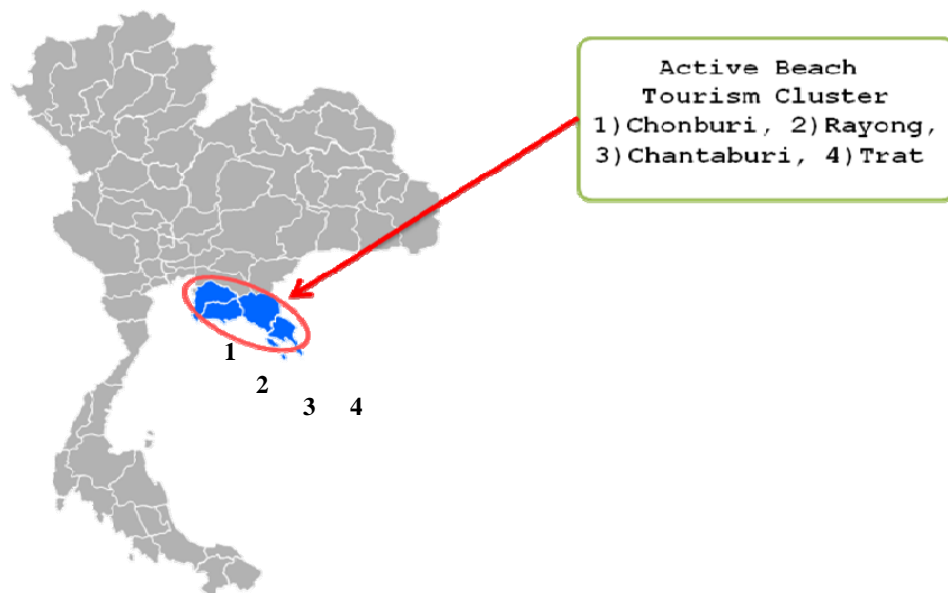 Active Beach
Tourism Cluster
1)Chonburi, 2)Rayong,
3)Chantaburi, 4)Trat
1
2
3 4